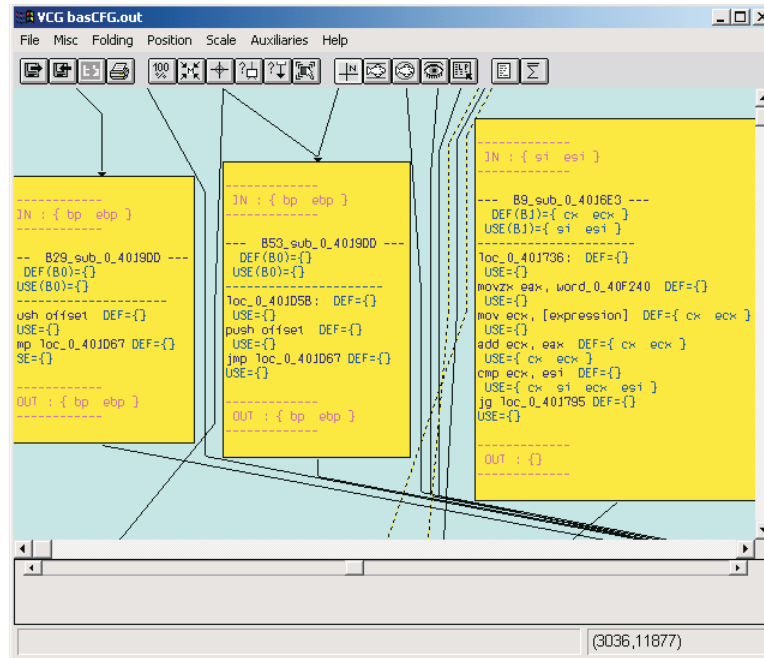 VCG basCFG.out
File Misc Folding Position Scale Auxiliaries Help
100 %
------------
IN : { bp ebp }
------------
-- B29_sub_0_4019DD ---
DEF(B0)={}
USE(B0)={}
----------------------
ush offset DEF={}
USE={}
mp loc_0_401D67 DEF={}
SE={}
------------
OUT : { bp ebp }
------------
------------
IN : { bp ebp }
------------
--- B53_sub_0_4019DD ---
DEF(B0)={}
USE(B0)={}
----------------------
loc_0_401D5B: DEF={}
USE={}
push offset DEF={}
USE={}
jmp loc_0_401D67 DEF={}
USE={}
------------
OUT : { bp ebp }
------------
------------
IN : { si esi }
------------
--- B9_sub_0_4016E3 ---
DEF(B1)={ cx ecx }
USE(B1)={ si esi }
----------------------
loc_0_401736: DEF={}
USE={}
movzx eax, word_0_40F240 DEF={}
USE={}
mov ecx, [expression] DEF={ cx ecx }
USE={}
add ecx, eax DEF={ cx ecx }
USE={ cx ecx }
cmp ecx, esi DEF={}
USE={ cx si ecx esi }
jg loc_0_401795 DEF={}
USE={}
------------
OUT : {}
------------
(3036,11877)